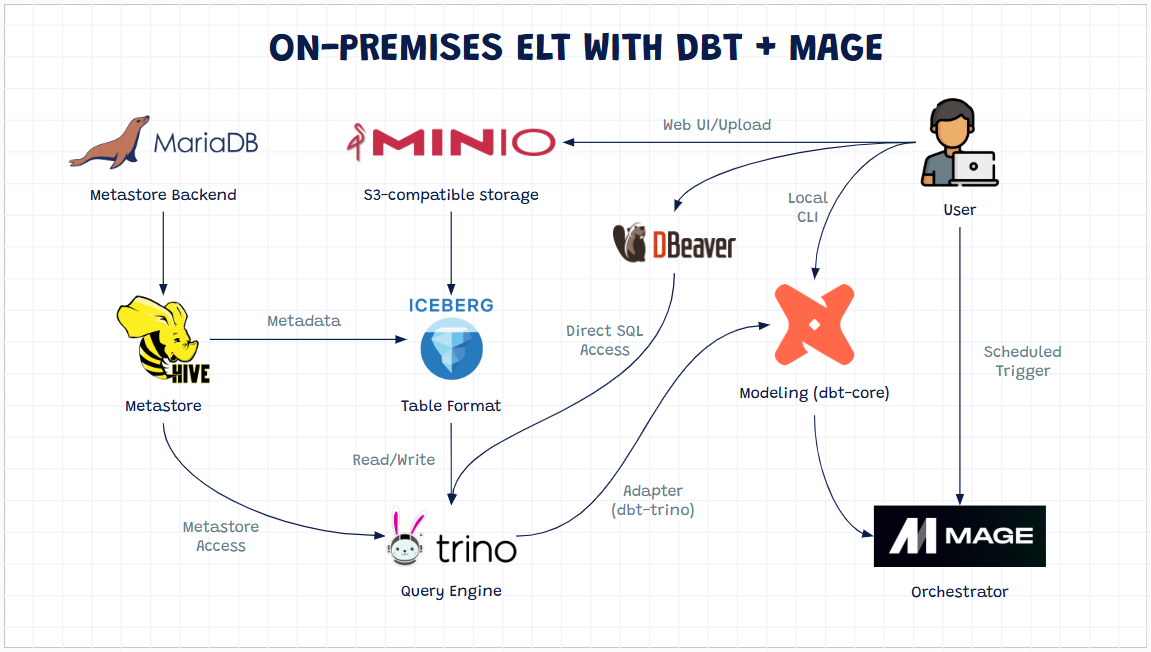 ON-PREMISES ELT WITH DBT + MAGE
MariaDB
Metastore Backend
MINIO
S3-compatible storage
Web UI/Upload
User
Local
CLI
DBeaver
HIVE
Metastore
Metadata
ICEBERG
Table Format
Direct SQL
Access
Modeling (dbt-core)
Scheduled
Trigger
Read/Write
Metastore
Access
trino
Query Engine
Adapter
(dbt-trino)
MAGE
Orchestrator